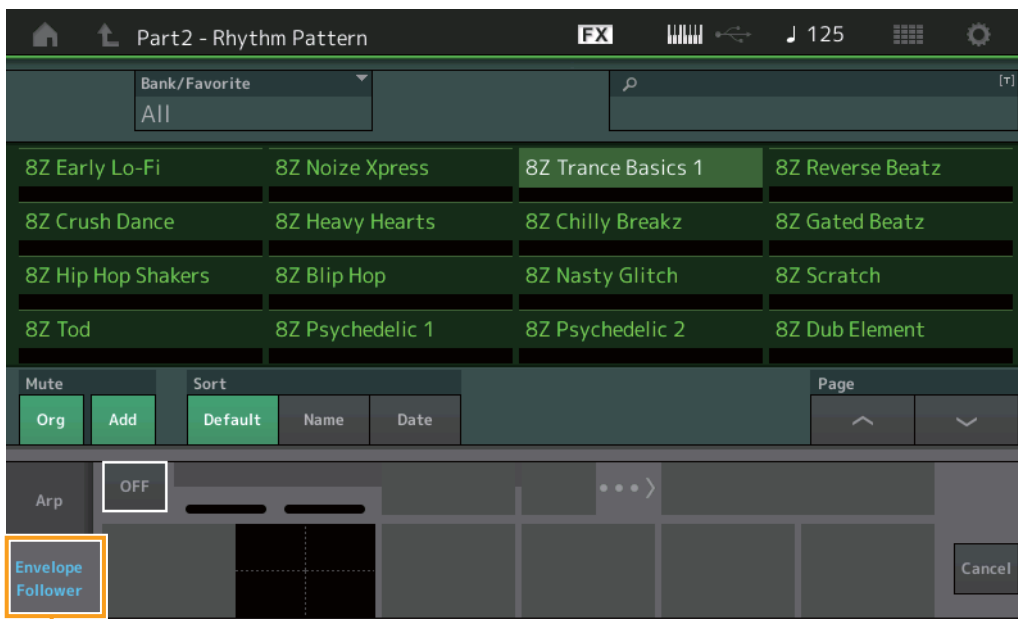 Part2 - Rhythm Pattern FX ♩ 125
Bank/Favorite [T]
All
8Z Early Lo-Fi 8Z Noize Xpress 8Z Trance Basics 1 8Z Reverse Beatz
8Z Crush Dance 8Z Heavy Hearts 8Z Chilly Breakz 8Z Gated Beatz
8Z Hip Hop Shakers 8Z Blip Hop 8Z Nasty Glitch 8Z Scratch
8Z Tod 8Z Psychedelic 1 8Z Psychedelic 2 8Z Dub Element
Mute Sort Page
Org Add Default Name Date
Arp OFF
Envelope
Follower
Cancel